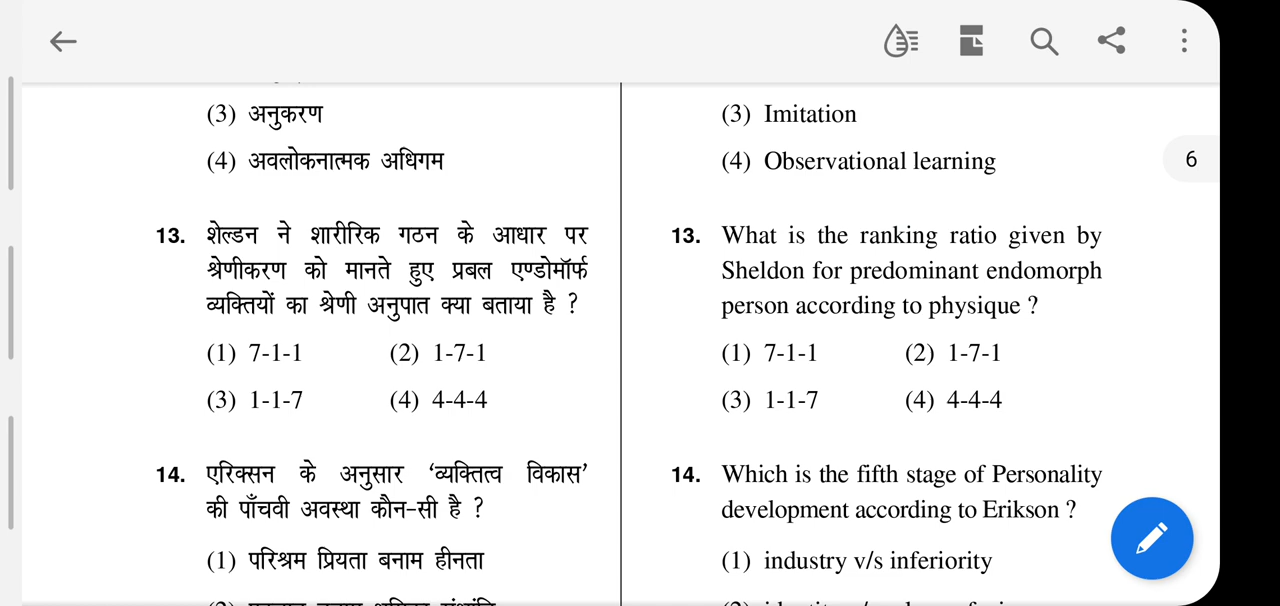 (3) अनुकरण
(4) अवलोकनात्मक अधिगम
13. शेल्डन ने शारीरिक गठन के आधार पर
श्रेणीकरण को मानते हुए प्रबल एण्डोमॉर्फ
व्यक्तियों का श्रेणी अनुपात क्या बताया है ?
(1) 7-1-1 (2) 1-7-1
(3) 1-1-7 (4) 4-4-4
14. एरिक्सन के अनुसार ‘व्यक्तित्व विकास’
की पाँचवी अवस्था कौन-सी है ?
(1) परिश्रम प्रियता बनाम हीनता
(3) Imitation
(4) Observational learning
6
13. What is the ranking ratio given by
Sheldon for predominant endomorph
person according to physique ?
(1) 7-1-1 (2) 1-7-1
(3) 1-1-7 (4) 4-4-4
14. Which is the fifth stage of Personality
development according to Erikson ?
(1) industry v/s inferiority